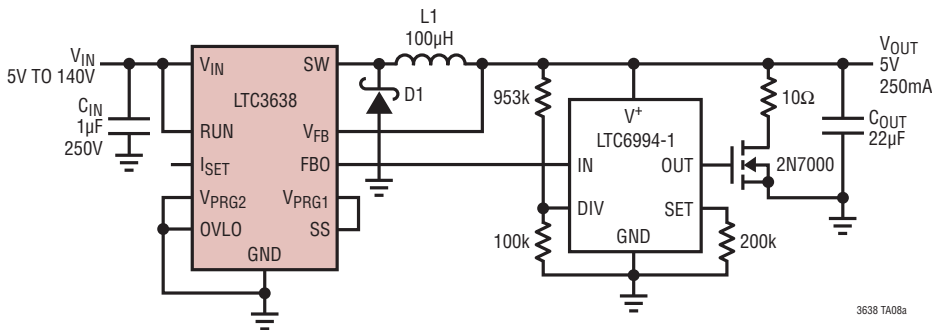 L1
100µH
VIN
5V TO 140V
VIN
SW
LTC3638
D1
953k
VOUT
5V
250mA
CIN
1µF
250V
V+
LTC6994-1
10Ω
COUT
22µF
RUN
VFB
ISET
FBO
IN
OUT
2N7000
VPRG2
VPRG1
DIV
SET
OVLO
SS
GND
100k
GND
200k
3638 TA08a